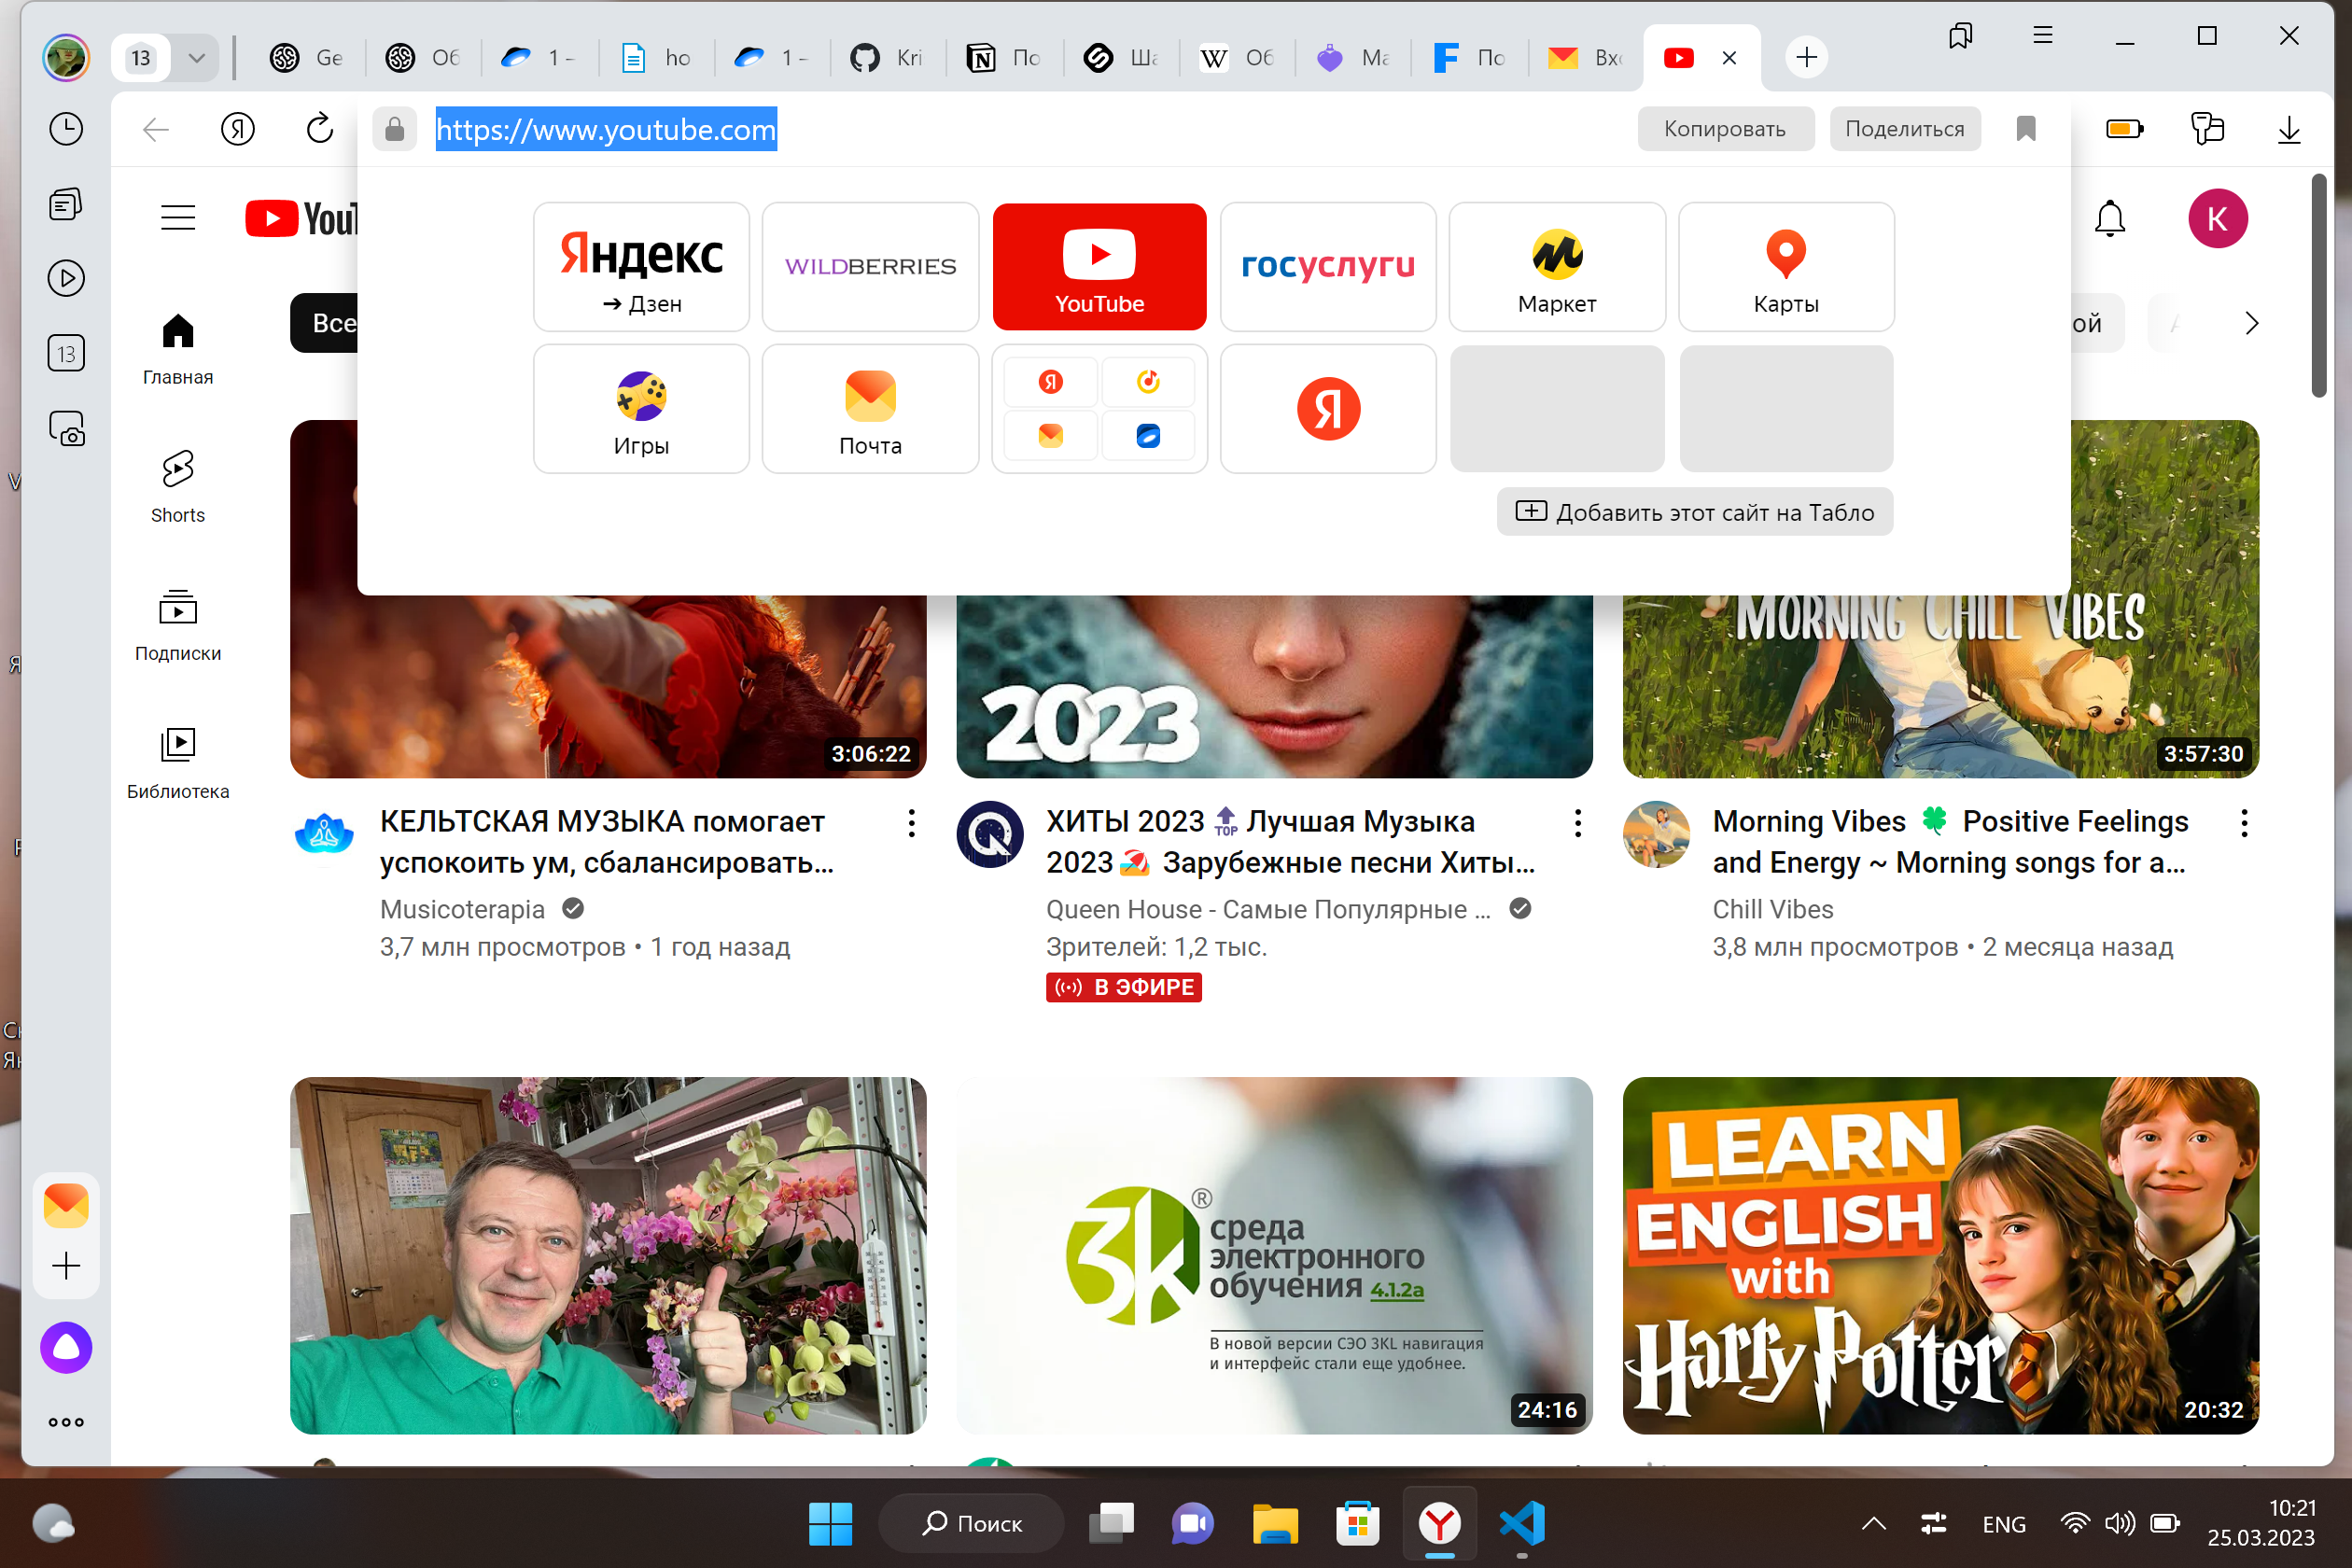 13
Ge
Об
1 –
ho
1 –
Kri
По
Ша
Об
Ма
По
Вхо
https://www.youtube.com
Копировать
Поделиться
Яндекс
→ Дзен
WILDBERRIES
YouTube
госуслуги
Маркет
Карты
Игры
Почта
Я
Добавить этот сайт на Табло
13
K
Все
ой
Главная
Shorts
Подписки
Библиотека
3:06:22
2023
MORNING CHILL VIBES
3:57:30
КЕЛЬТСКАЯ МУЗЫКА помогает
успокоить ум, сбалансировать...
Musicoterapia
3,7 млн просмотров • 1 год назад
ХИТЫ 2023 🔝 Лучшая Музыка
2023 🏖 Зарубежные песни Хиты...
Queen House - Самые Популярные ...
Зрителей: 1,2 тыс.
В ЭФИРЕ
Morning Vibes 🍀 Positive Feelings
and Energy ~ Morning songs for a...
Chill Vibes
3,8 млн просмотров • 2 месяца назад
3k®
среда
электронного
обучения 4.1.2a
В новой версии СЭО 3KL навигация
и интерфейс стали еще удобнее.
24:16
LEARN
ENGLISH
with
Harry Potter
20:32
Поиск
ENG
10:21
25.03.2023